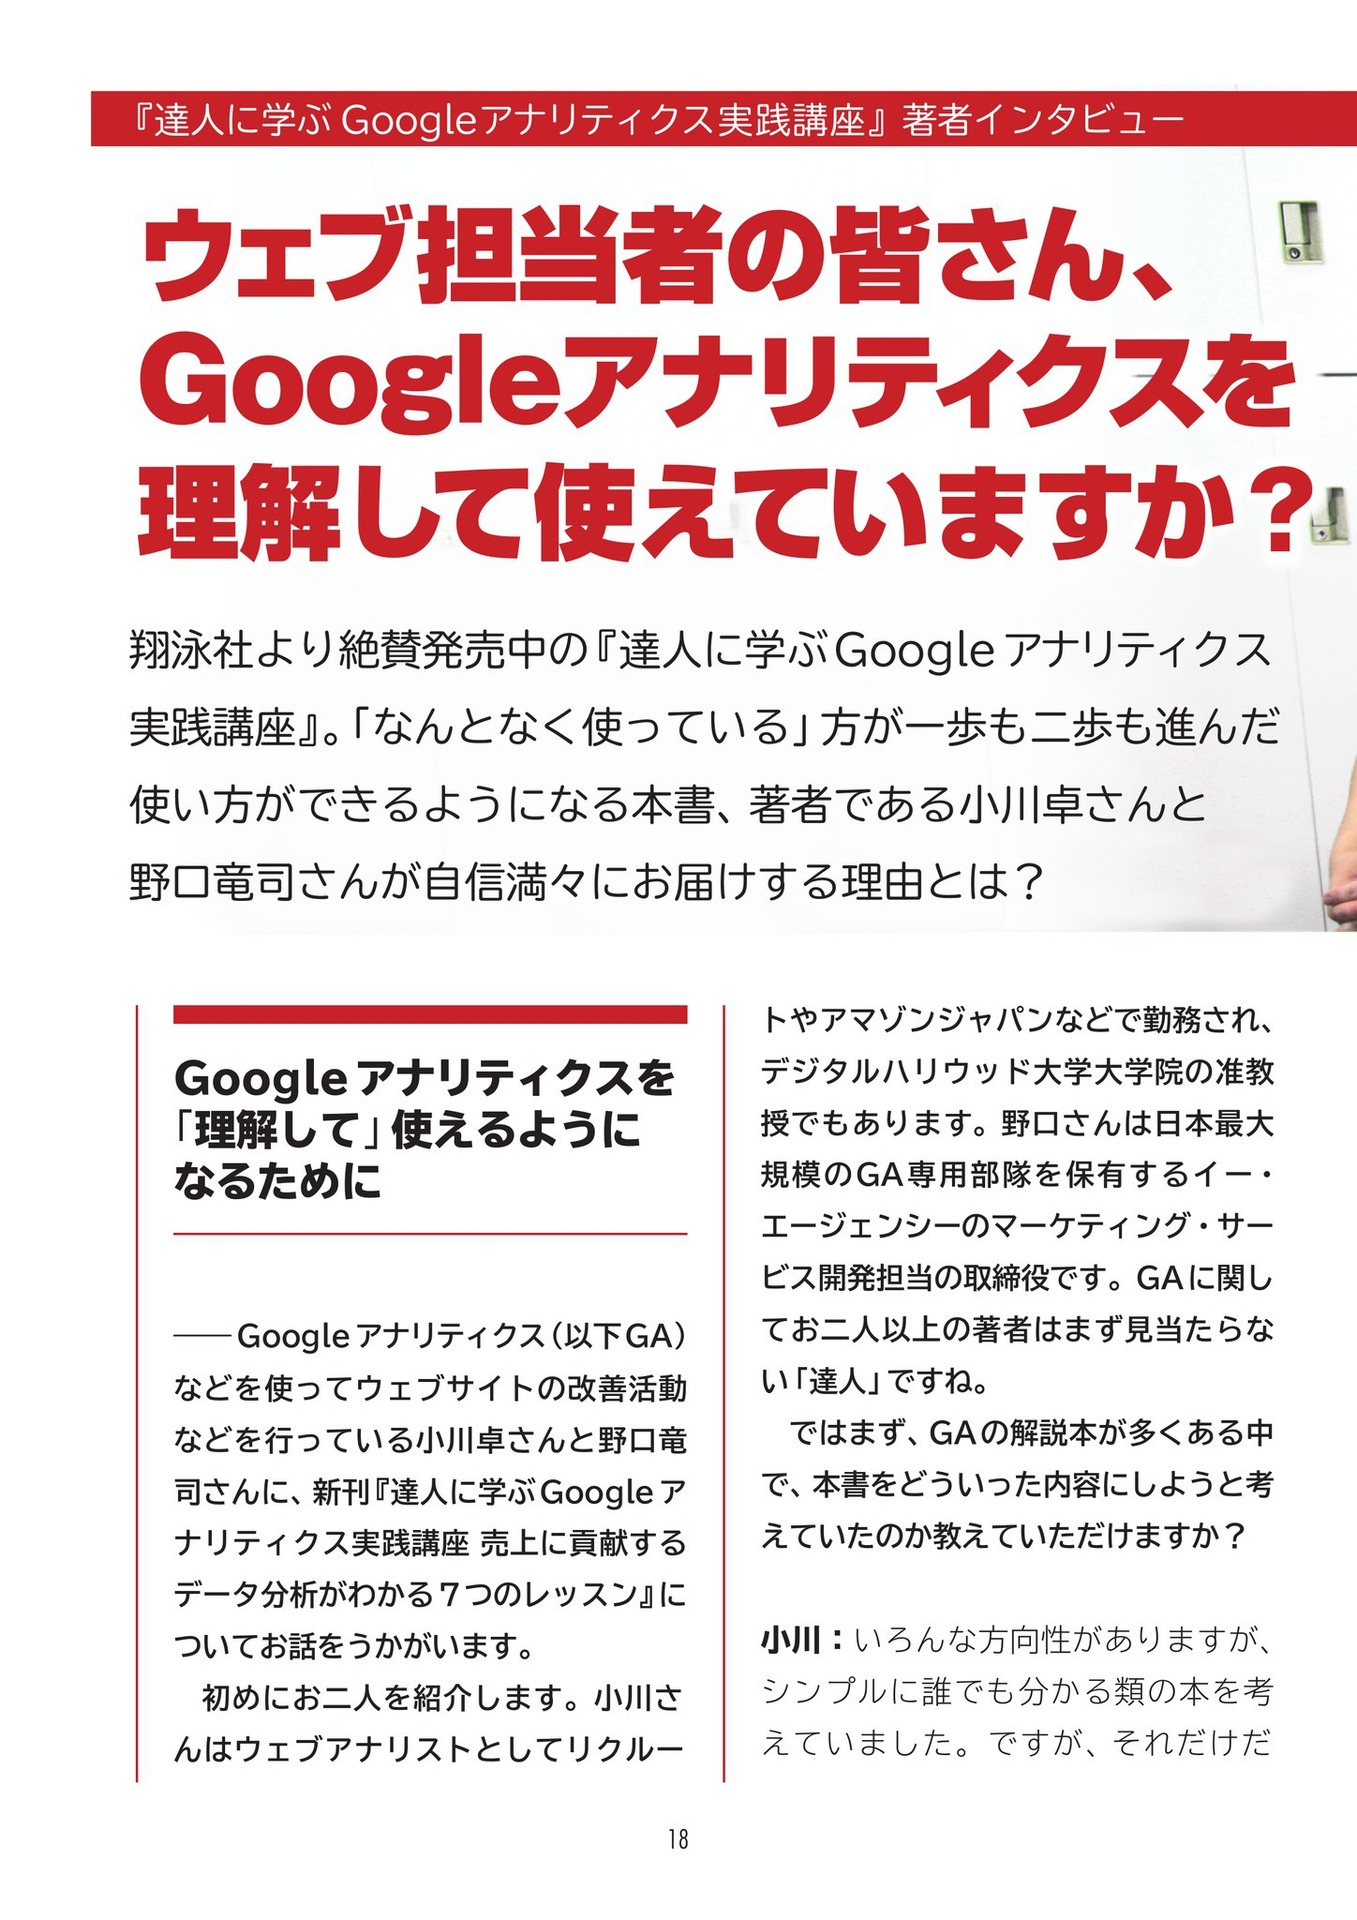 『達人に学ぶ Googleアナリティクス実践講座』著者インタビュー
ウェブ担当者の皆さん、
Googleアナリティクスを
理解して使えていますか？
翔泳社より絶賛発売中の『達人に学ぶGoogle アナリティクス
実践講座』。「なんとなく使っている」方が一歩も二歩も進んだ
使い方ができるようになる本書、著者である小川卓さんと
野口竜司さんが自信満々にお届けする理由とは？
Google アナリティクスを
「理解して」使えるように
なるために
――Google アナリティクス（以下GA）
などを使ってウェブサイトの改善活動
などを行っている小川卓さんと野口竜
司さんに、新刊『達人に学ぶGoogle ア
ナリティクス実践講座 売上に貢献する
データ分析がわかる７つのレッスン』に
ついてお話をうかがいます。
　初めにお二人を紹介します。小川さ
んはウェブアナリストとしてリクルー
トやアマゾンジャパンなどで勤務され、
デジタルハリウッド大学大学院の准教
授でもあります。野口さんは日本最大
規模のGA専用部隊を保有するイー・
エージェンシーのマーケティング・サー
ビス開発担当の取締役です。GAに関し
てお二人以上の著者はまず見当たらな
い「達人」ですね。
　ではまず、GAの解説本が多くある中
で、本書をどういった内容にしようと考
えていたのか教えていただけますか？
小川：いろんな方向性がありますが、
シンプルに誰でも分かる類の本を考
えていました。ですが、それだけだ
18